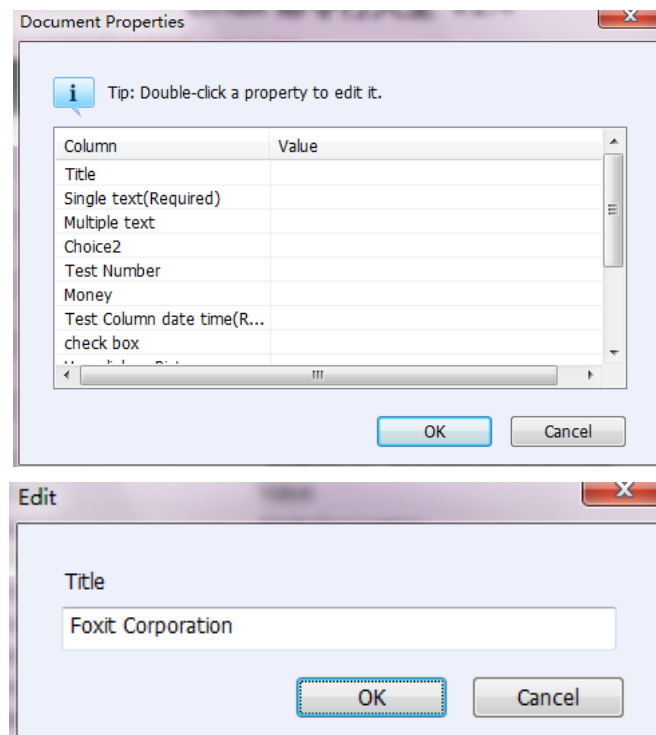 Document Properties
Tip: Double-click a property to edit it.
Column Value
Title
Single text(Required)
Multiple text
Choice2
Test Number
Money
Test Column date time(R...
check box
OK Cancel
Edit
Title
Foxit Corporation
OK Cancel